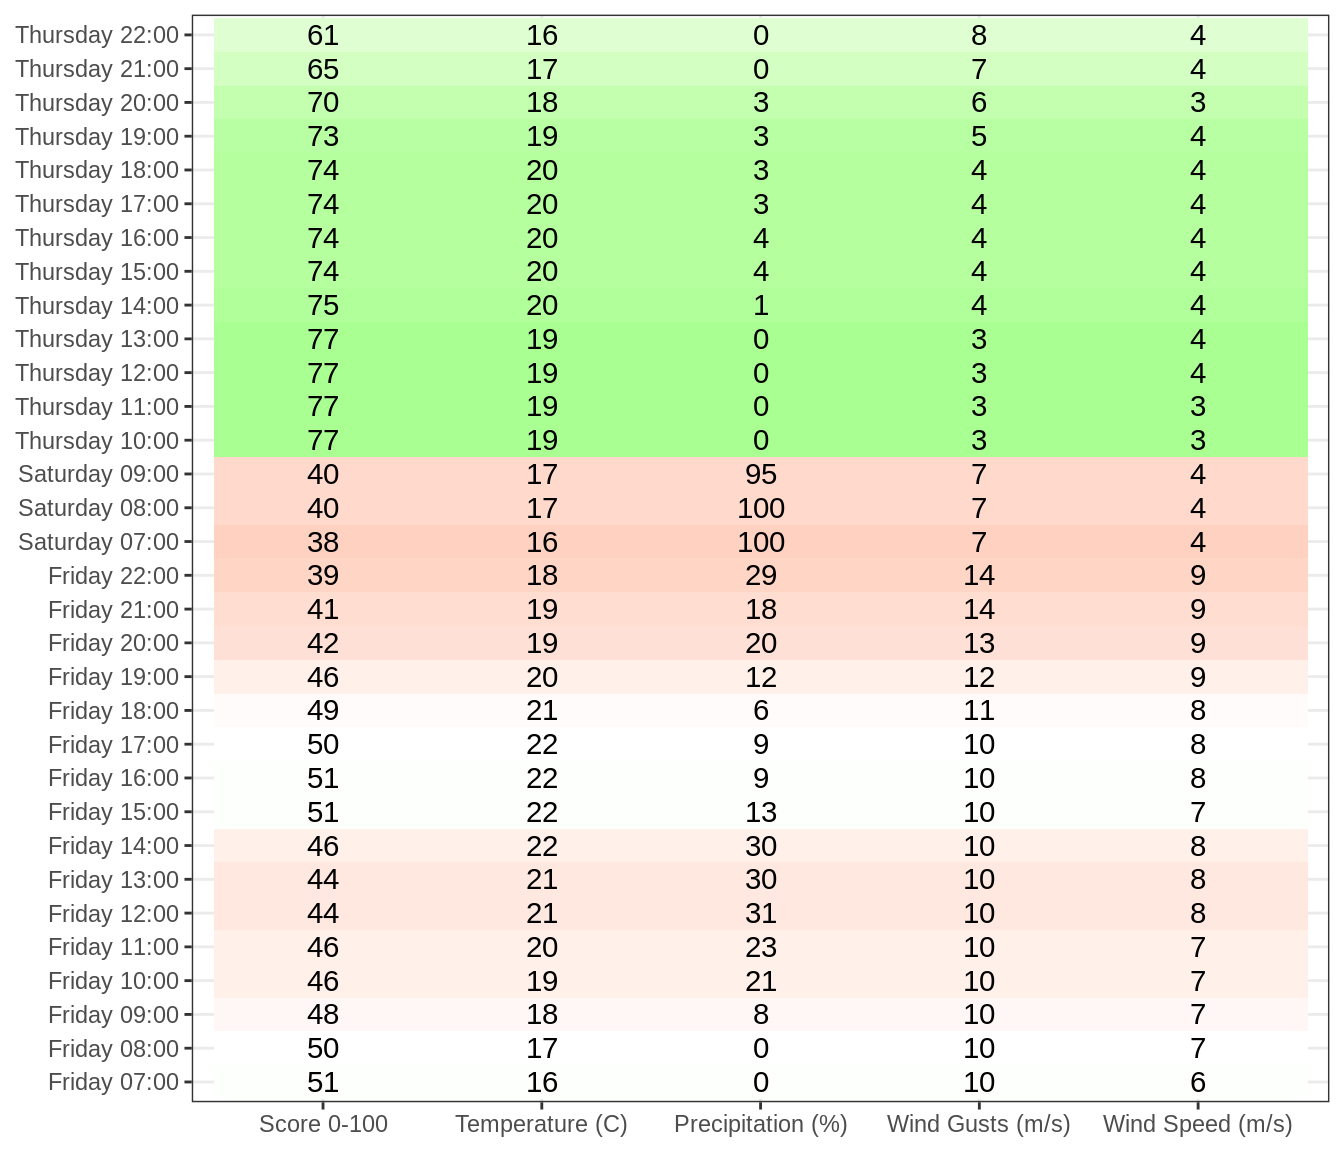 Thursday 22:00 61 16 0 8 4
Thursday 21:00 65 17 0 7 4
Thursday 20:00 70 18 3 6 3
Thursday 19:00 73 19 3 5 4
Thursday 18:00 74 20 3 4 4
Thursday 17:00 74 20 3 4 4
Thursday 16:00 74 20 4 4 4
Thursday 15:00 74 20 4 4 4
Thursday 14:00 75 20 1 4 4
Thursday 13:00 77 19 0 3 4
Thursday 12:00 77 19 0 3 4
Thursday 11:00 77 19 0 3 3
Thursday 10:00 77 19 0 3 3
Saturday 09:00 40 17 95 7 4
Saturday 08:00 40 17 100 7 4
Saturday 07:00 38 16 100 7 4
Friday 22:00 39 18 29 14 9
Friday 21:00 41 19 18 14 9
Friday 20:00 42 19 20 13 9
Friday 19:00 46 20 12 12 9
Friday 18:00 49 21 6 11 8
Friday 17:00 50 22 9 10 8
Friday 16:00 51 22 9 10 8
Friday 15:00 51 22 13 10 7
Friday 14:00 46 22 30 10 8
Friday 13:00 44 21 30 10 8
Friday 12:00 44 21 31 10 8
Friday 11:00 46 20 23 10 7
Friday 10:00 46 19 21 10 7
Friday 09:00 48 18 8 10 7
Friday 08:00 50 17 0 10 7
Friday 07:00 51 16 0 10 6
Score 0-100 Temperature (C) Precipitation (%) Wind Gusts (m/s) Wind Speed (m/s)